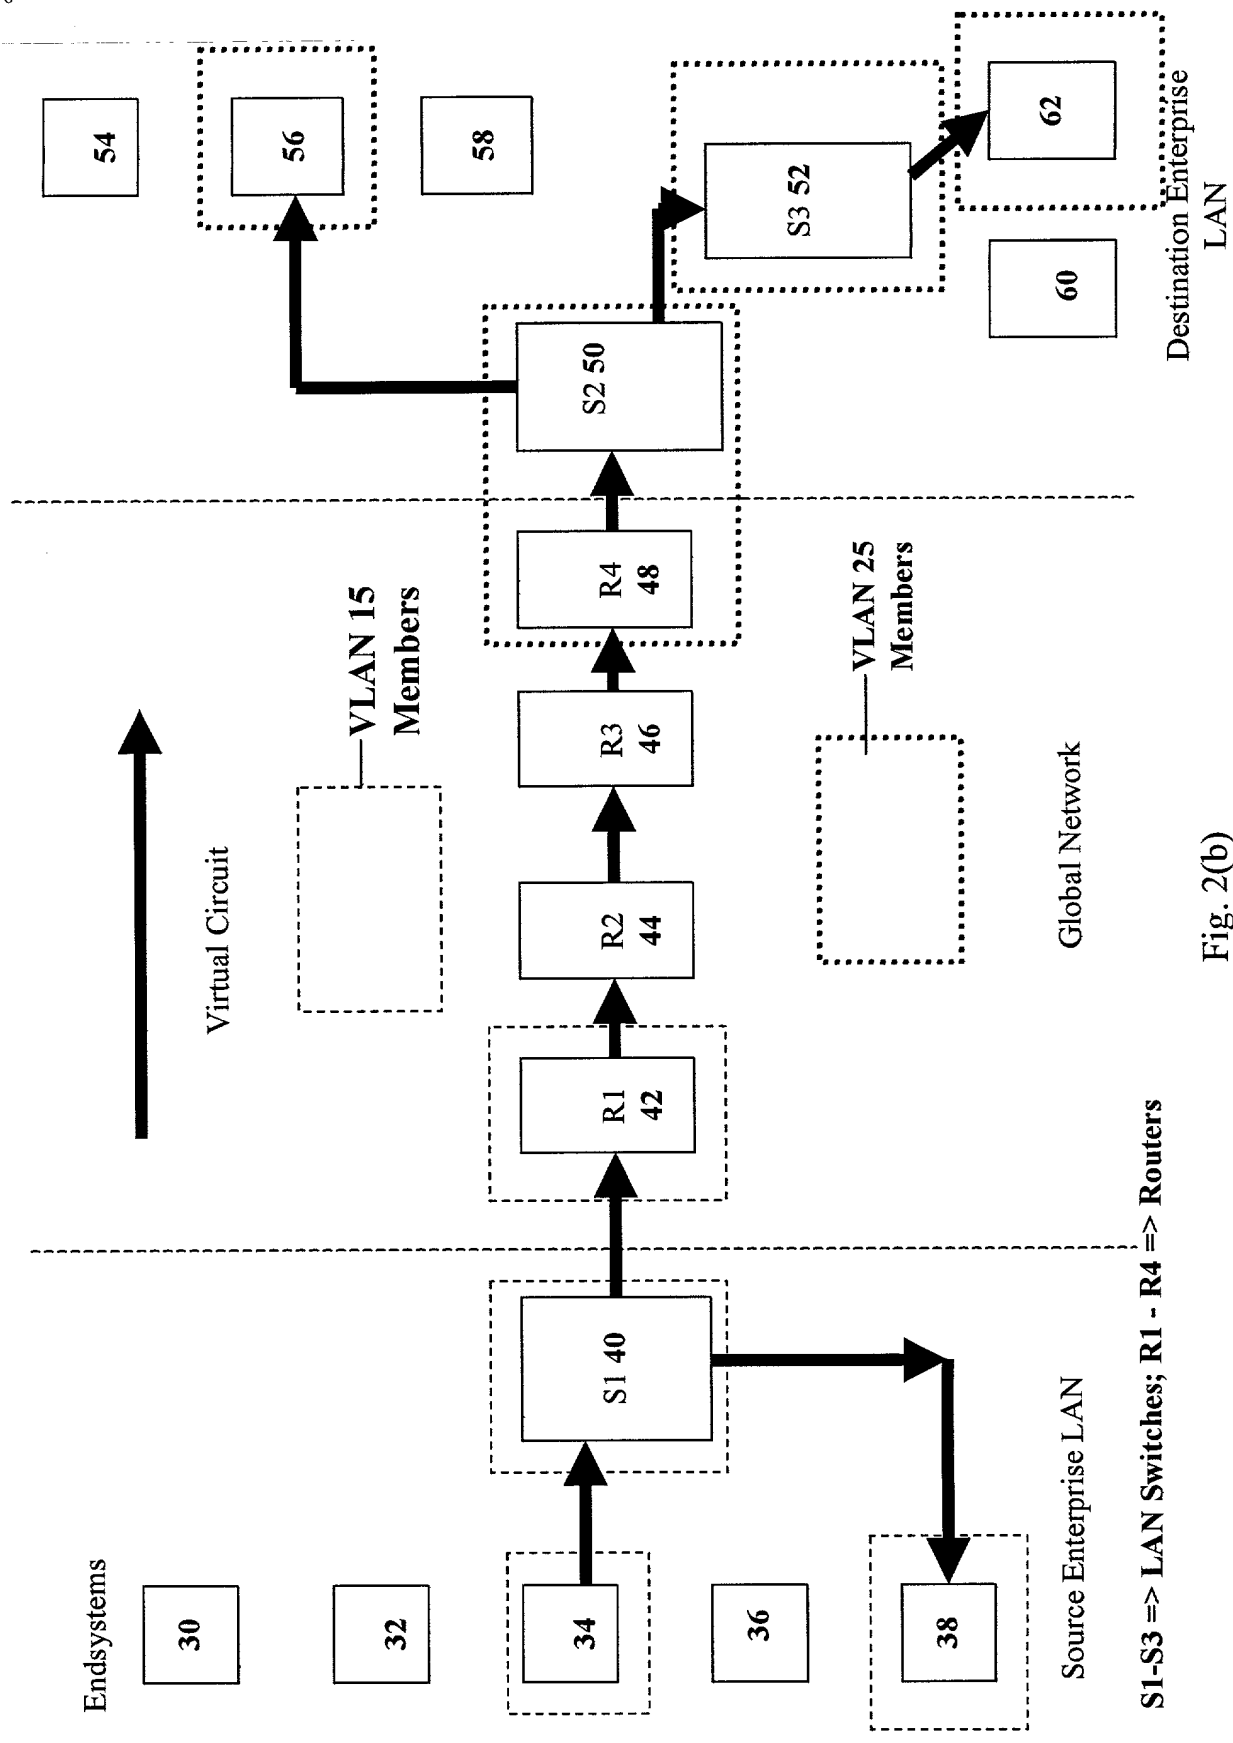 Endsystems
30
32
34
36
38
S1 40
Source Enterprise LAN
S1-S3 => LAN Switches; R1 - R4 => Routers
Virtual Circuit
VLAN 15
Members
R1
42
R2
44
R3
46
R4
48
VLAN 25
Members
Global Network
Fig. 2(b)
54
56
58
S2 50
S3 52
60
62
Destination Enterprise
LAN